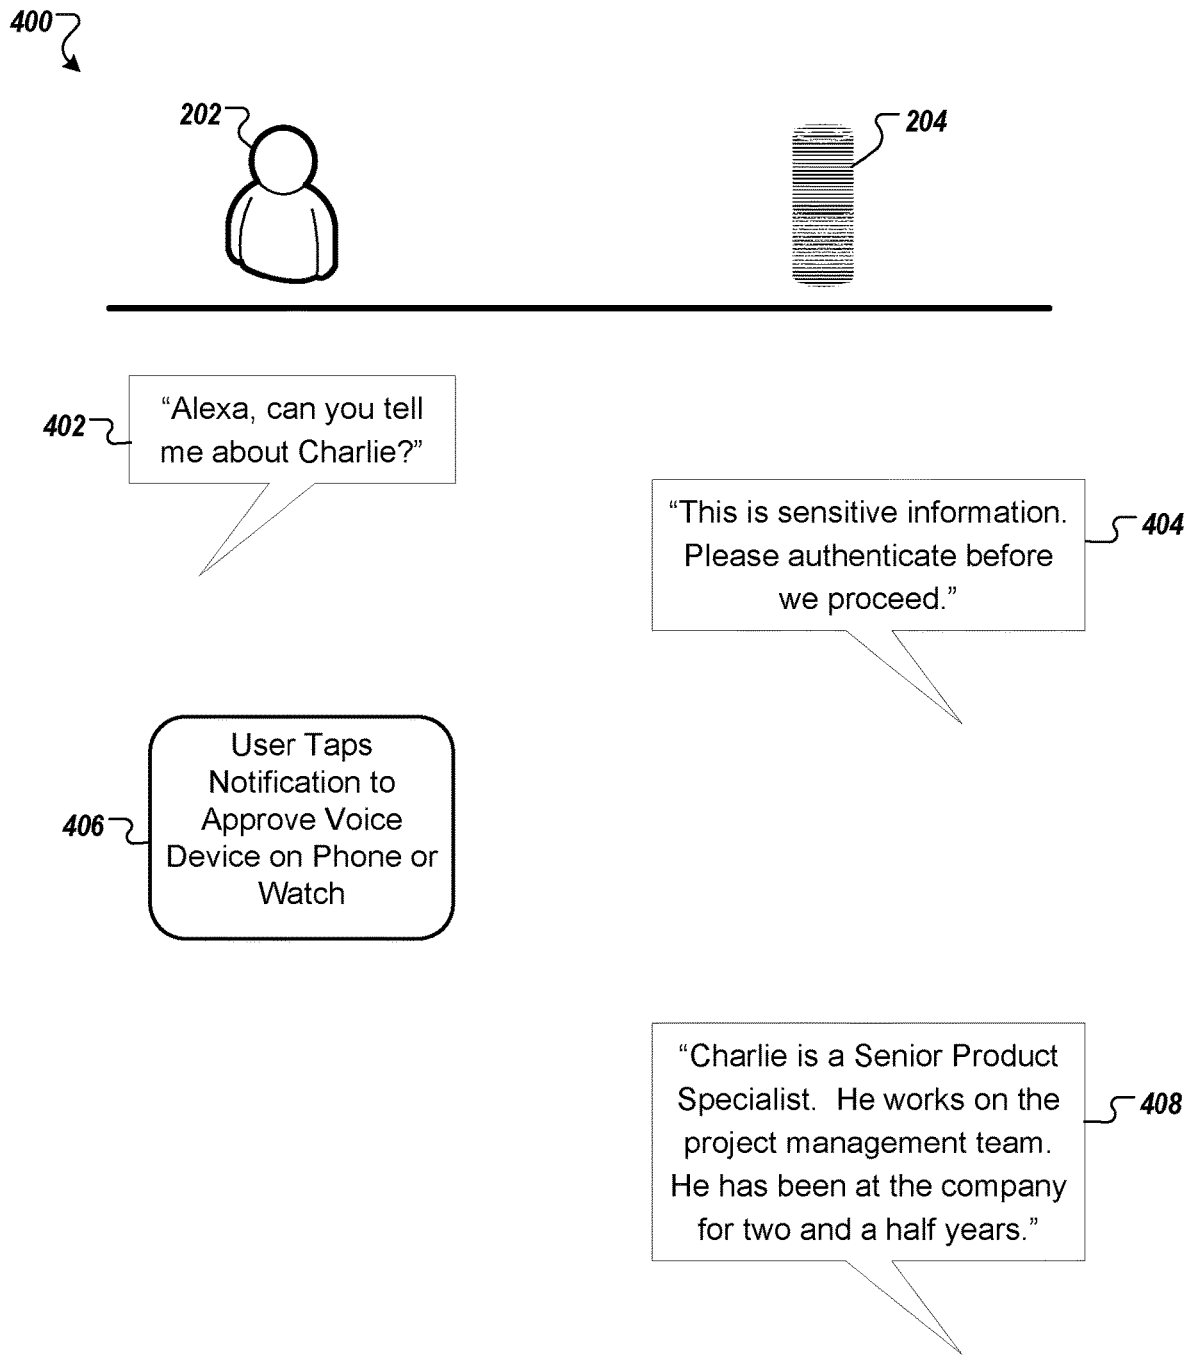 400
202
204
“Alexa, can you tell
me about Charlie?”
402
“This is sensitive information.
Please authenticate before
we proceed.”
404
User Taps
Notification to
Approve Voice
Device on Phone or
Watch
406
“Charlie is a Senior Product
Specialist.  He works on the
project management team.
He has been at the company
for two and a half years.”
408